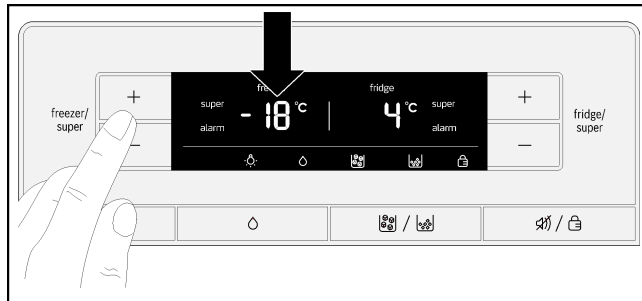 fridge
super
super
-18 °C
4 °C
alarm
alarm
freezer/
super
fridge/
super
+
−
+
−
/
/